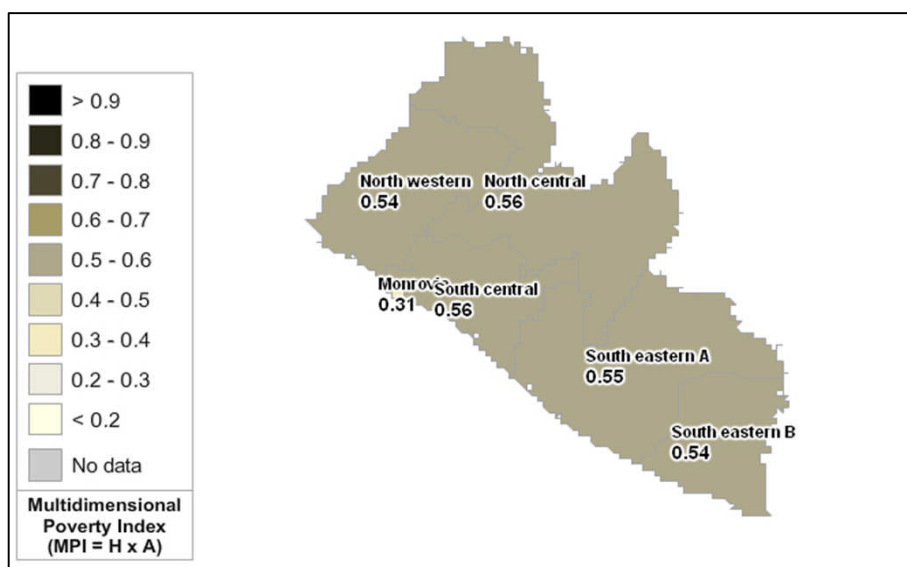 > 0.9
0.8 - 0.9
0.7 - 0.8
0.6 - 0.7
0.5 - 0.6
0.4 - 0.5
0.3 - 0.4
0.2 - 0.3
< 0.2
No data
Multidimensional
Poverty Index
(MPI = H x A)
North western
0.54
North central
0.56
Monrovia
0.31
South central
0.56
South eastern A
0.55
South eastern B
0.54